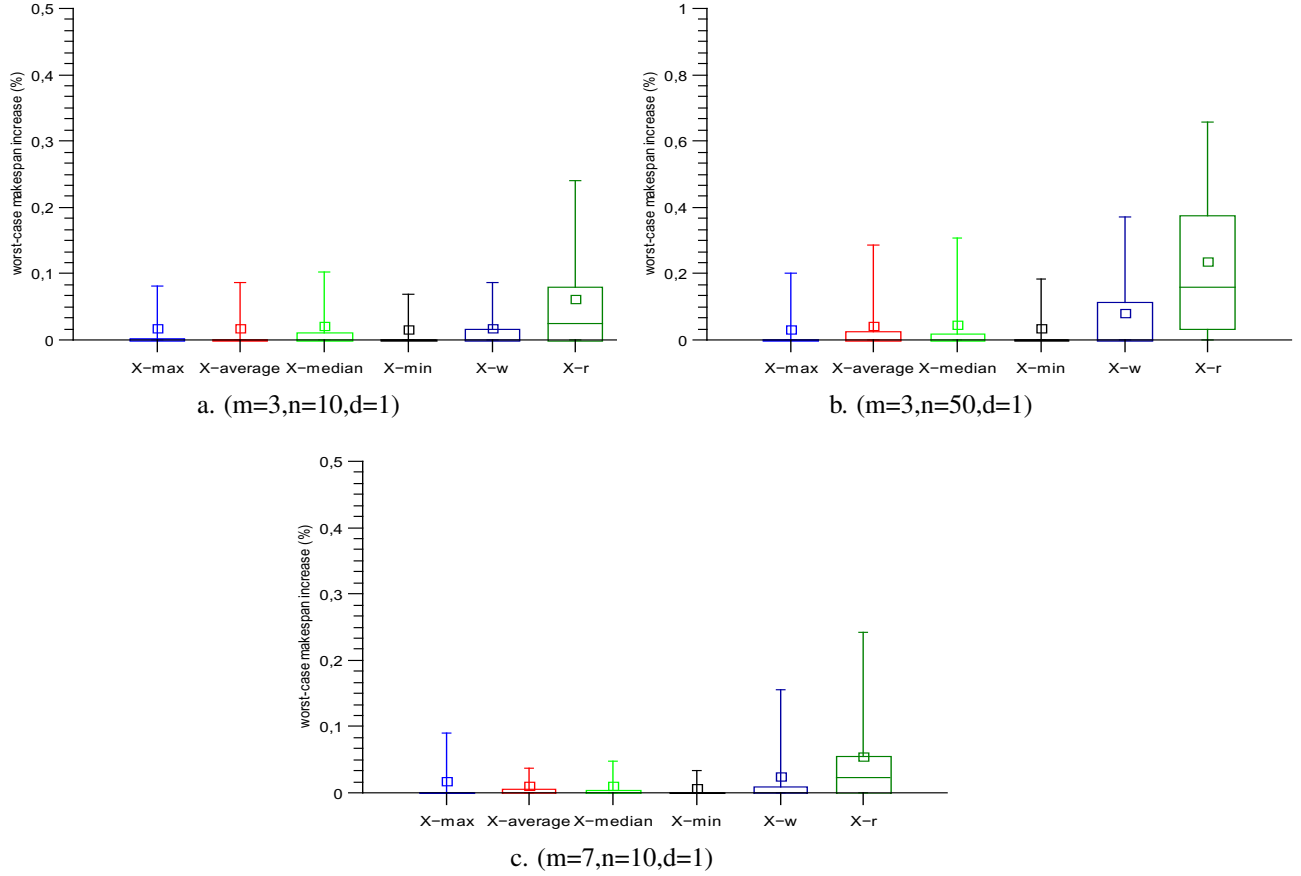 0,5
0,4
0,3
0,2
0,1
0
worst-case makespan increase (%)
X-max X-average X-median X-min X-w X-r
a. (m=3,n=10,d=1)
1
0,8
0,6
0,4
0,2
0
worst-case makespan increase (%)
X-max X-average X-median X-min X-w X-r
b. (m=3,n=50,d=1)
0,5
0,4
0,3
0,2
0,1
0
worst-case makespan increase (%)
X-max X-average X-median X-min X-w X-r
c. (m=7,n=10,d=1)